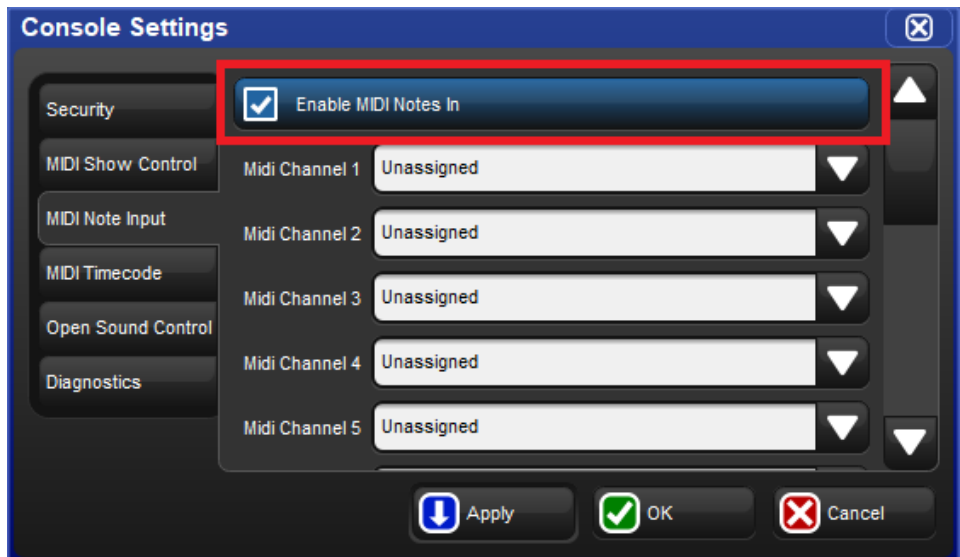 Console Settings
Security
MIDI Show Control
MIDI Note Input
MIDI Timecode
Open Sound Control
Diagnostics
Enable MIDI Notes In
Midi Channel 1 Unassigned
Midi Channel 2 Unassigned
Midi Channel 3 Unassigned
Midi Channel 4 Unassigned
Midi Channel 5 Unassigned
Apply OK Cancel